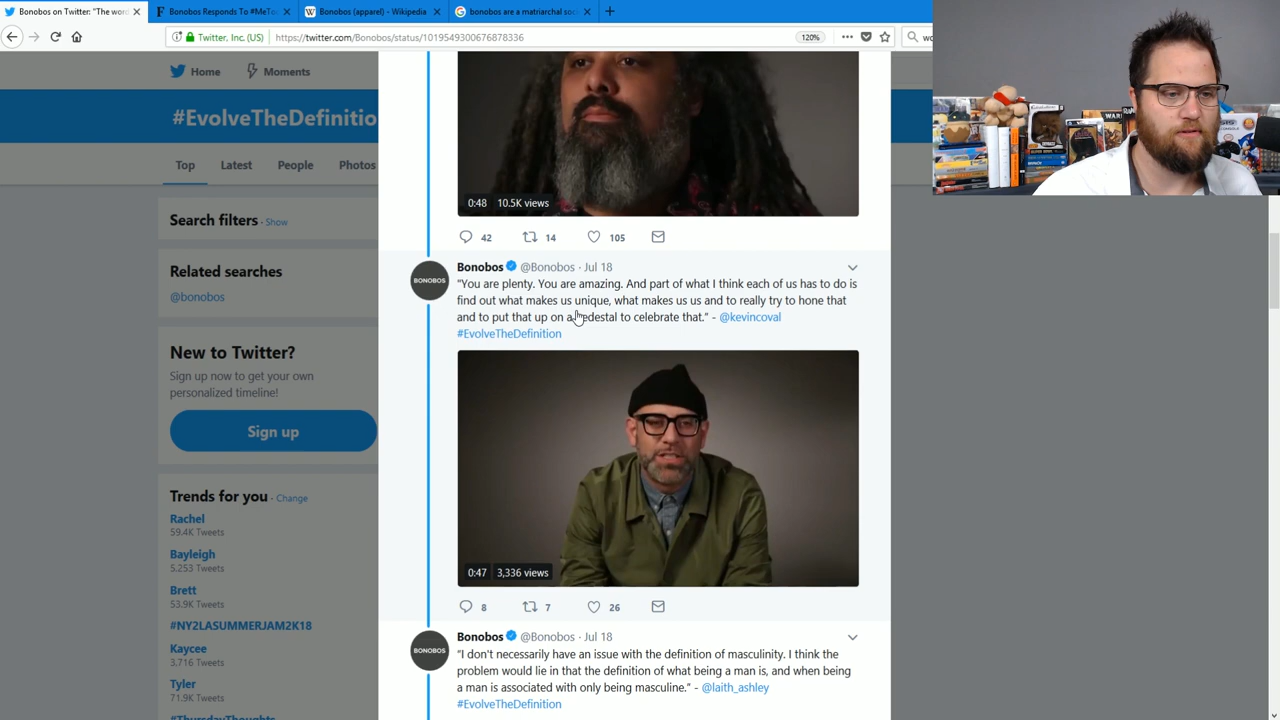 Bonobos on Twitter: "The wor
Bonobos Responds To #MeTo
Bonobos (apparel) - Wikipedia
bonobos are a matriarchal soc
Twitter, Inc. (US)
https://twitter.com/Bonobos/status/1019549300676878336
120%
Home
Moments
#EvolveTheDefinitio
Top
Latest
People
Photos
Search filters · Show
Related searches
@bonobos
New to Twitter?
Sign up now to get your own
personalized timeline!
Sign up
Trends for you · Change
Rachel
59.4K Tweets
Bayleigh
5,253 Tweets
Brett
53.9K Tweets
#NY2LASUMMERJAM2K18
Kaycee
3,716 Tweets
Tyler
71.9K Tweets
#ThursdayThoughts
0:48 10.5K views
42 14 105
BONOBOS
Bonobos @Bonobos · Jul 18
"You are plenty. You are amazing. And part of what I think each of us has to do is
find out what makes us unique, what makes us us and to really try to hone that
and to put that up on a pedestal to celebrate that." - @kevincoval
#EvolveTheDefinition
0:47 3,336 views
8 7 26
BONOBOS
Bonobos @Bonobos · Jul 18
"I don't necessarily have an issue with the definition of masculinity. I think the
problem would lie in that the definition of what being a man is, and when being
a man is associated with only being masculine." - @laith_ashley
#EvolveTheDefinition